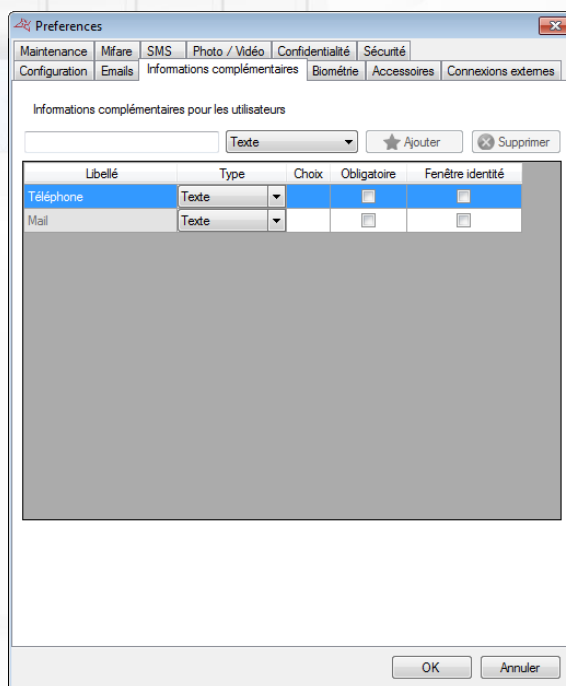 Preferences
Maintenance Mifare SMS Photo / Vidéo Confidentialité Sécurité
Configuration Emails Informations complémentaires Biométrie Accessoires Connexions externes
Informations complémentaires pour les utilisateurs
Texte Ajouter Supprimer
Libellé Type Choix Obligatoire Fenêtre identité
Téléphone Texte
Mail Texte
OK Annuler